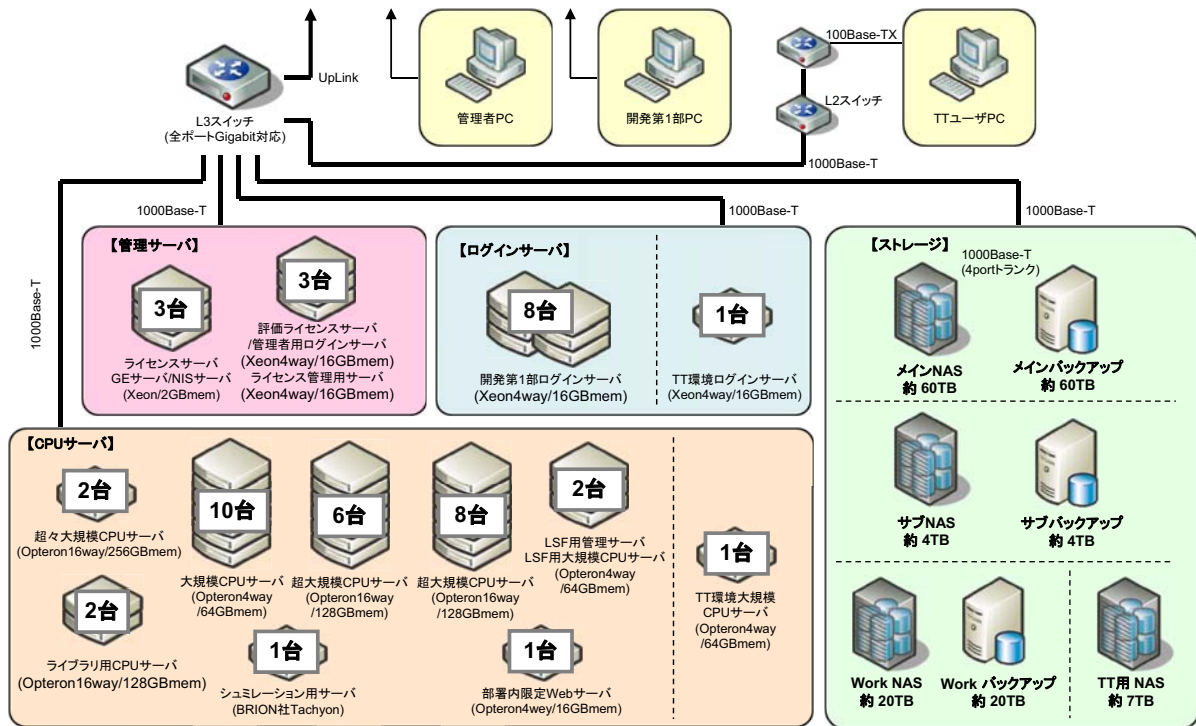 UpLink
L3スイッチ
(全ポートGigabit対応)
管理者PC
開発第1部PC
100Base-TX
L2スイッチ
TTユーザPC
1000Base-T
1000Base-T
1000Base-T
1000Base-T
1000Base-T
【管理サーバ】
3台
ライセンスサーバ
GEサーバ/NISサーバ
(Xeon/2GBmem)
3台
評価ライセンスサーバ
/管理者用ログインサーバ
(Xeon4way/16GBmem)
ライセンス管理用サーバ
(Xeon4way/16GBmem)
【ログインサーバ】
8台
開発第1部ログインサーバ
(Xeon4way/16GBmem)
1台
TT環境ログインサーバ
(Xeon4way/16GBmem)
【ストレージ】
1000Base-T
(4portトランク)
メインNAS
約 60TB
メインバックアップ
約 60TB
サブNAS
約 4TB
サブバックアップ
約 4TB
Work NAS
約 20TB
Work バックアップ
約 20TB
TT用 NAS
約 7TB
【CPUサーバ】
2台
超々大規模CPUサーバ
(Opteron16way/256GBmem)
10台
大規模CPUサーバ
(Opteron4way
/64GBmem)
6台
超大規模CPUサーバ
(Opteron16way
/128GBmem)
8台
超大規模CPUサーバ
(Opteron16way
/128GBmem)
2台
LSF用管理サーバ
LSF用大規模CPUサーバ
(Opteron4way
/64GBmem)
1台
TT環境大規模
CPUサーバ
(Opteron4way
/64GBmem)
2台
ライブラリ用CPUサーバ
(Opteron16way/128GBmem)
1台
シュミレーション用サーバ
(BRION社Tachyon)
1台
部署内限定Webサーバ
(Opteron4wey/16GBmem)